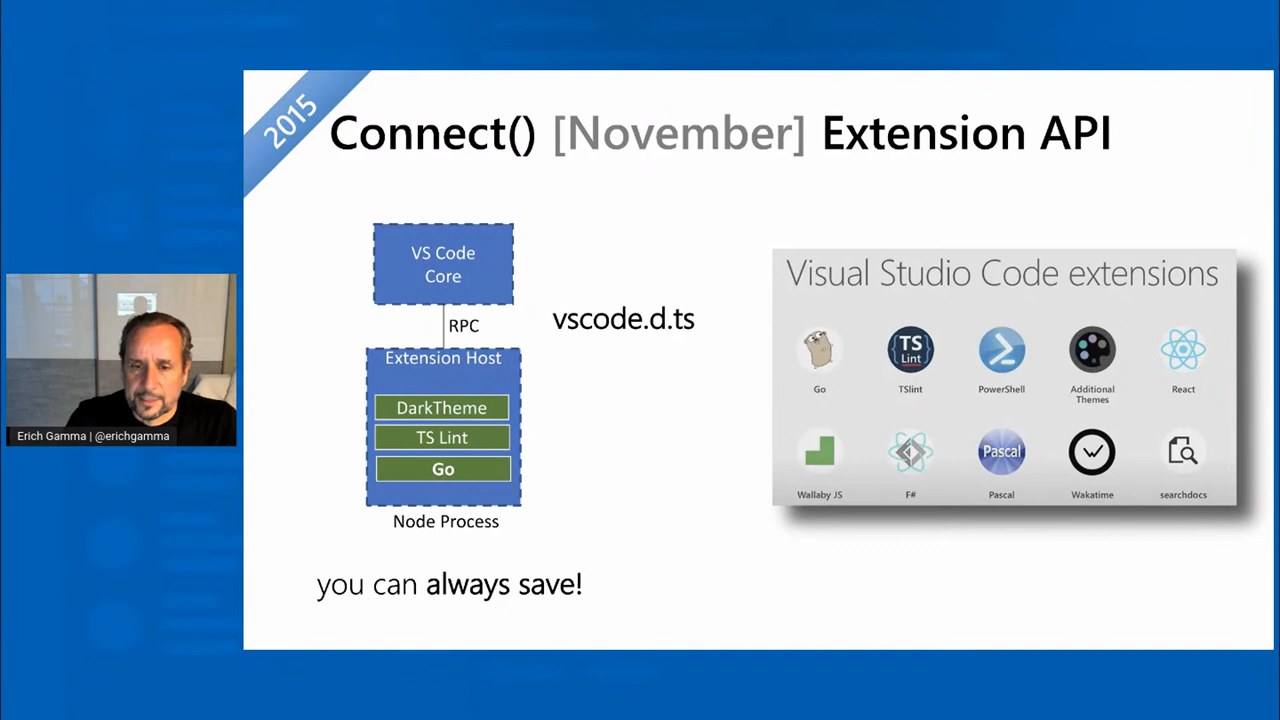 2015
Connect() [November] Extension API
VS Code
Core
RPC
vscode.d.ts
Extension Host
DarkTheme
TS Lint
Go
Node Process
you can always save!
Visual Studio Code extensions
TS
Lint
Go
TSlint
PowerShell
Additional
Themes
React
Pascal
Wallaby JS
F#
Pascal
Wakatime
searchdocs
Erich Gamma | @erichgamma